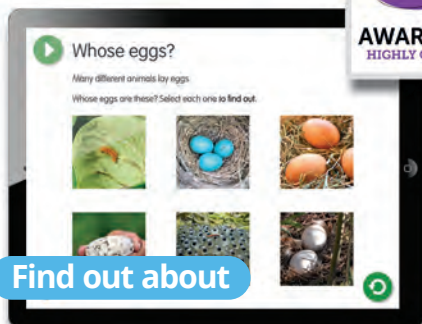 AWAR
HIGHLY
Whose eggs?
Many different animals lay eggs.
Whose eggs are these? Select each one to find out.
Find out about